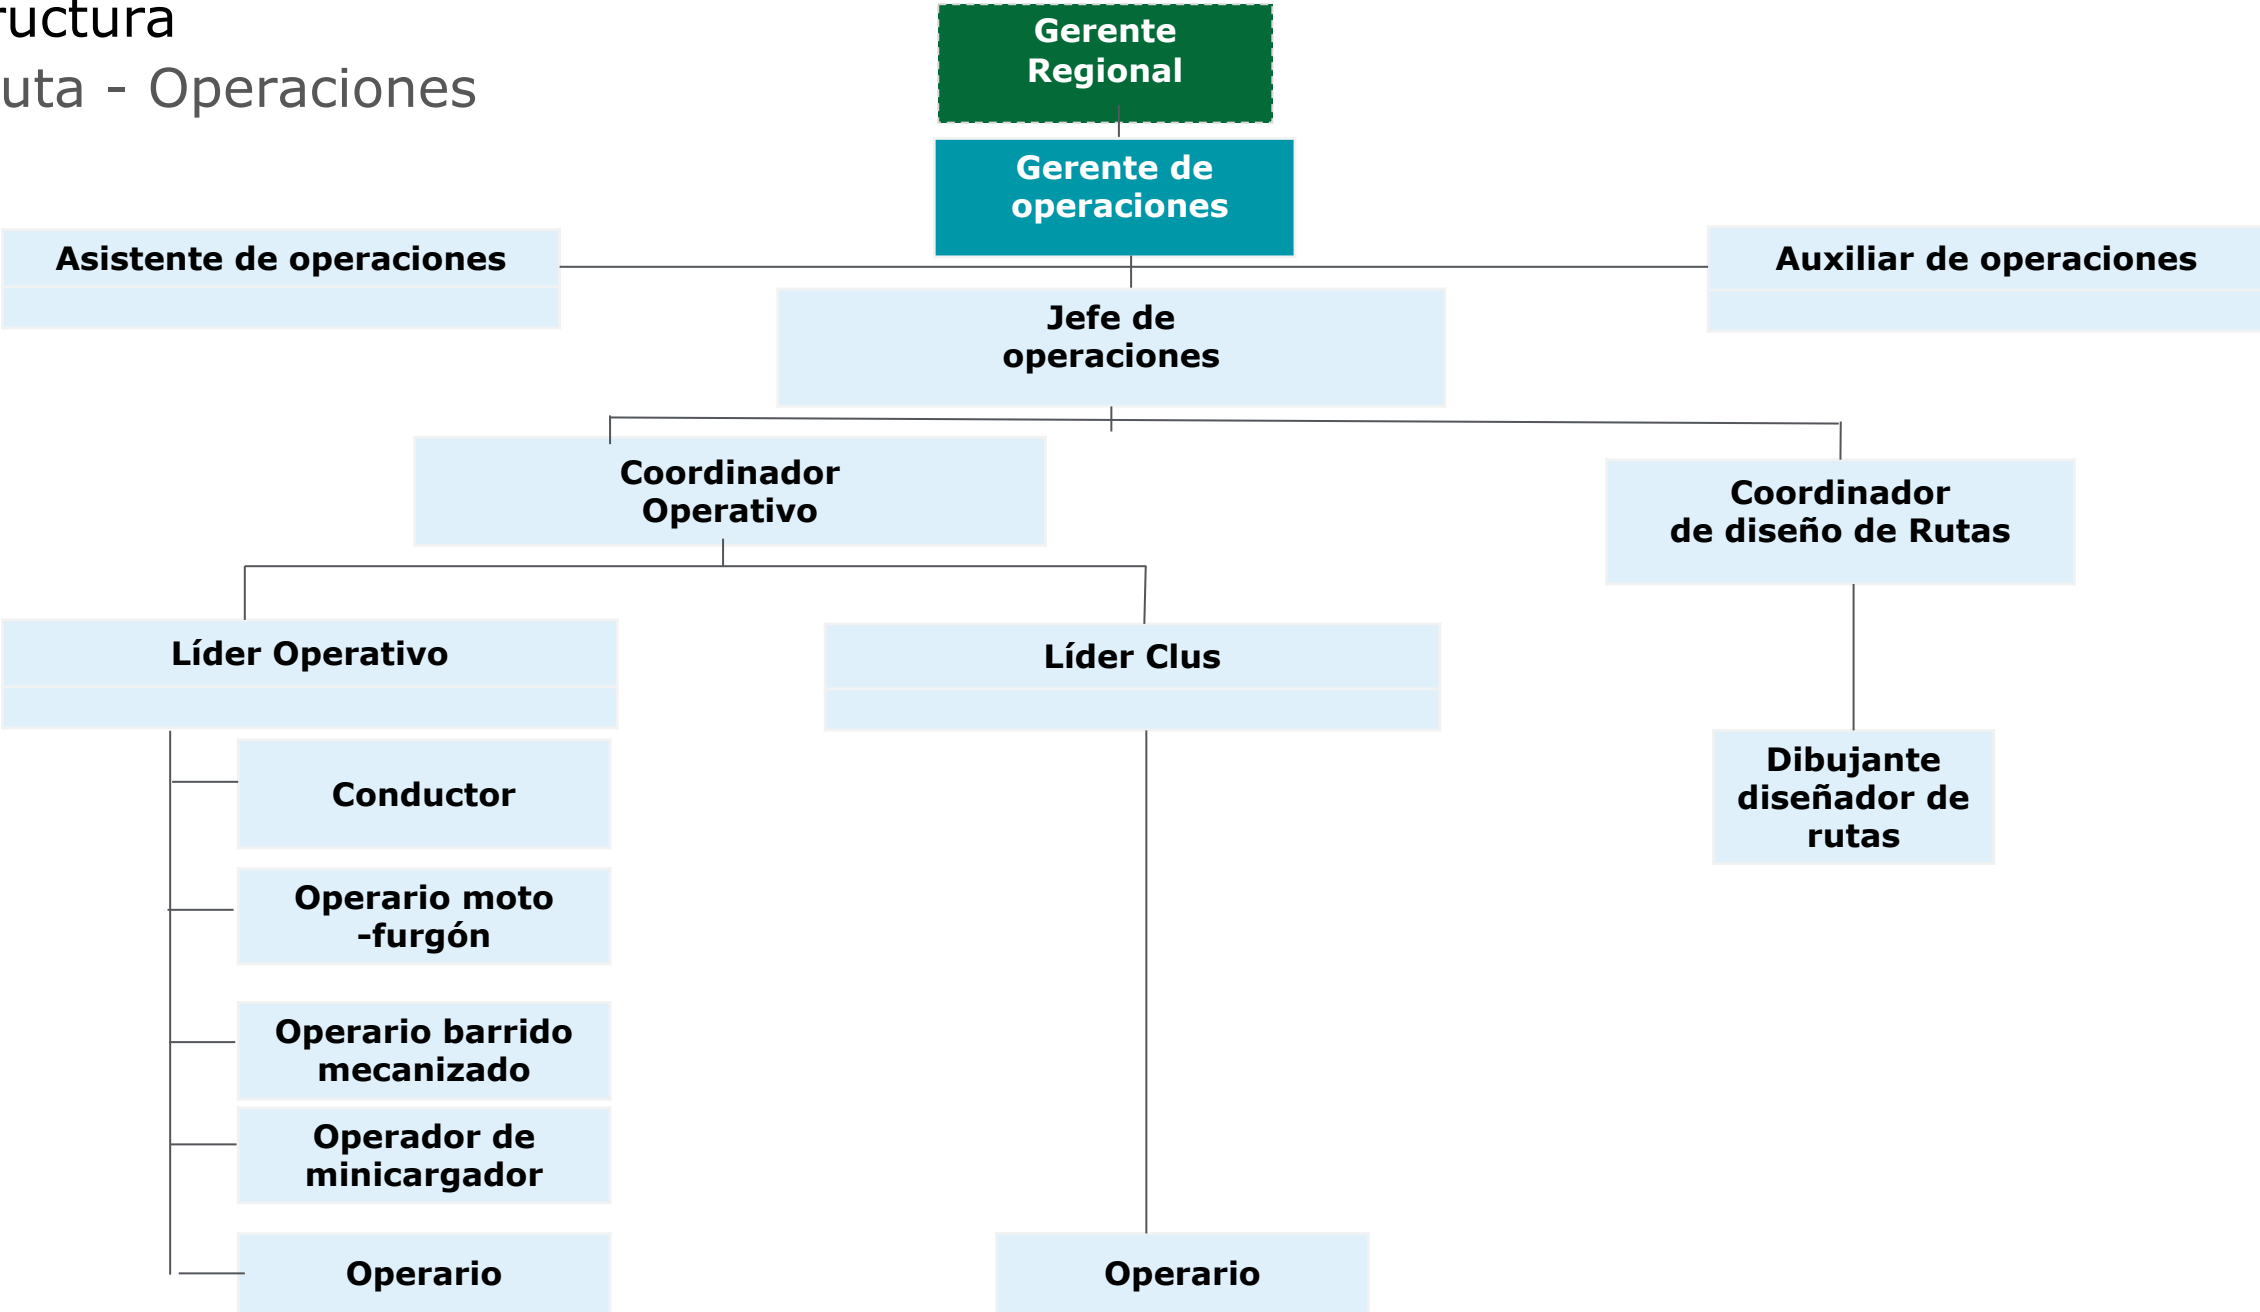 ructura
uta - Operaciones
Gerente
Regional
Gerente de
operaciones
Asistente de operaciones
Auxiliar de operaciones
Jefe de
operaciones
Coordinador
Operativo
Coordinador
de diseño de Rutas
Líder Operativo
Líder Clus
Conductor
Dibujante
diseñador de
rutas
Operario moto
-furgón
Operario barrido
mecanizado
Operador de
minicargador
Operario
Operario